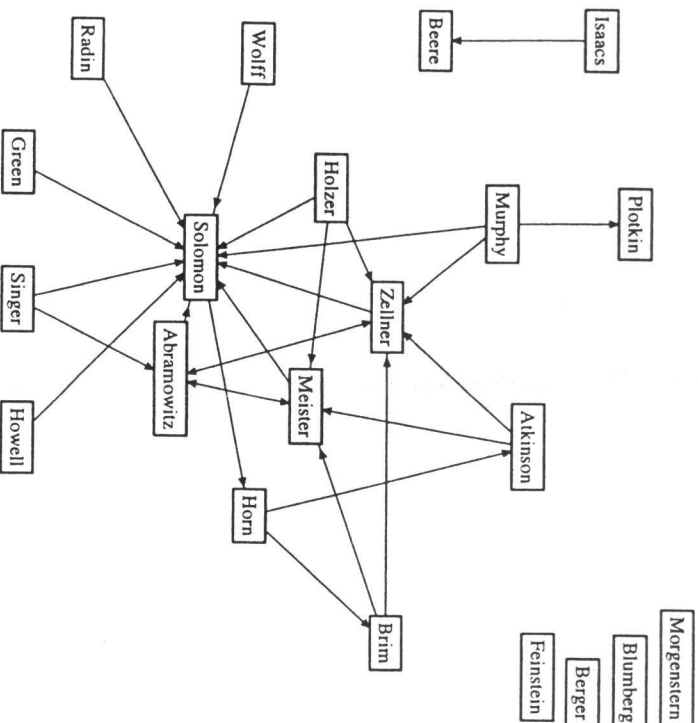 Morgenstern
Plotkin
Blumberg
Isaacs
Berger
Feinstein
Atkinson
Murphy
Beere
Zellner
Brim
Holzer
Meister
Wolff
Horn
Solomon
Abramowitz
Radin
Green
Singer
Howell